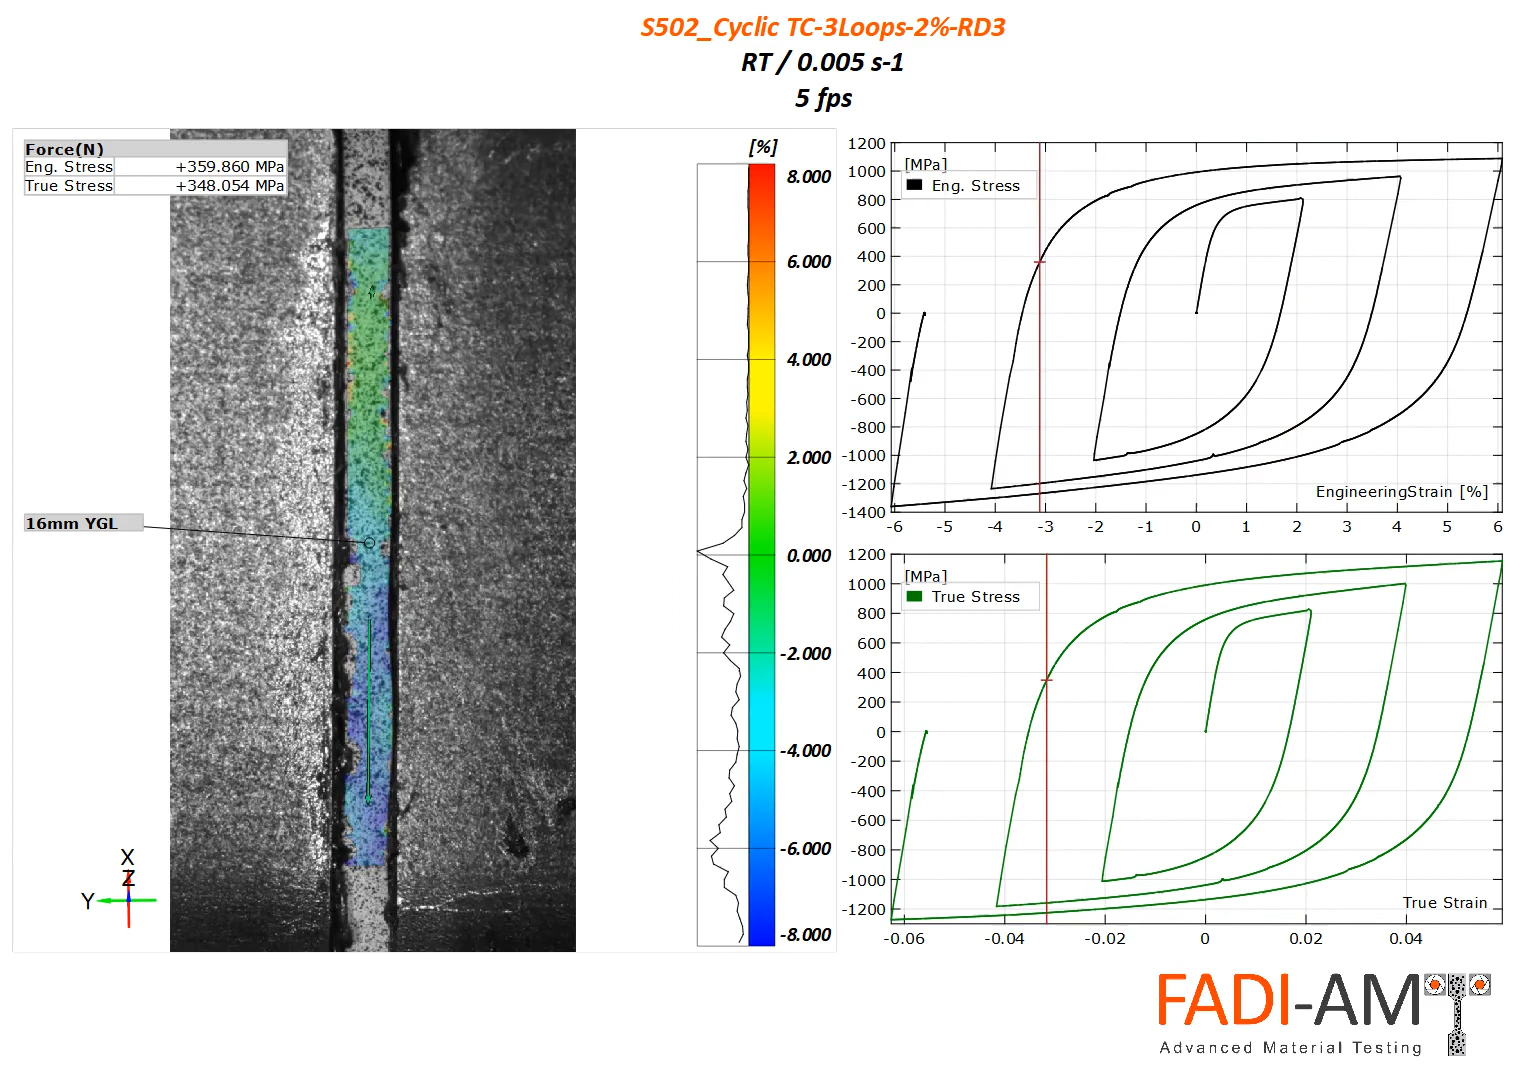 S502_Cyclic TC-3Loops-2%-RD3
RT / 0.005 s-1
5 fps
Force(N)
Eng. Stress +359.860 MPa
True Stress +348.054 MPa
16mm YGL
X
Z
Y
[%]
8.000
6.000
4.000
2.000
0.000
-2.000
-4.000
-6.000
-8.000
1200
1000
800
600
400
200
0
-200
-400
-600
-800
-1000
-1200
-1400
[MPa]
Eng. Stress
EngineeringStrain [%]
-6 -5 -4 -3 -2 -1 0 1 2 3 4 5 6
1200
1000
800
600
400
200
0
-200
-400
-600
-800
-1000
-1200
[MPa]
True Stress
True Strain
-0.06 -0.04 -0.02 0 0.02 0.04
FADI-AMT
Advanced Material Testing